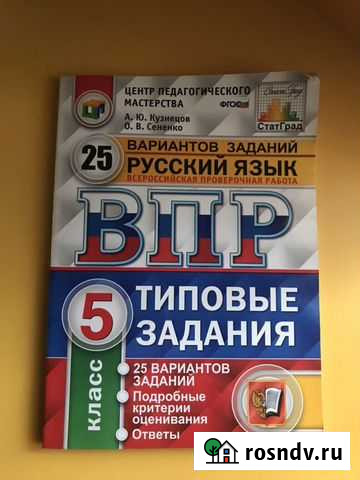 ЦЕНТР ПЕДАГОГИЧЕСКОГО
МАСТЕРСТВА
А. Ю. Кузнецов
О. В. Сененко
ФГОС
СтатГрад
25
ВАРИАНТОВ ЗАДАНИЙ
РУССКИЙ ЯЗЫК
ВСЕРОССИЙСКАЯ ПРОВЕРОЧНАЯ РАБОТА
ВПР
5
класс
ТИПОВЫЕ
ЗАДАНИЯ
• 25 ВАРИАНТОВ
ЗАДАНИЙ
• Подробные
критерии
оценивания
• Ответы
rosndv.ru